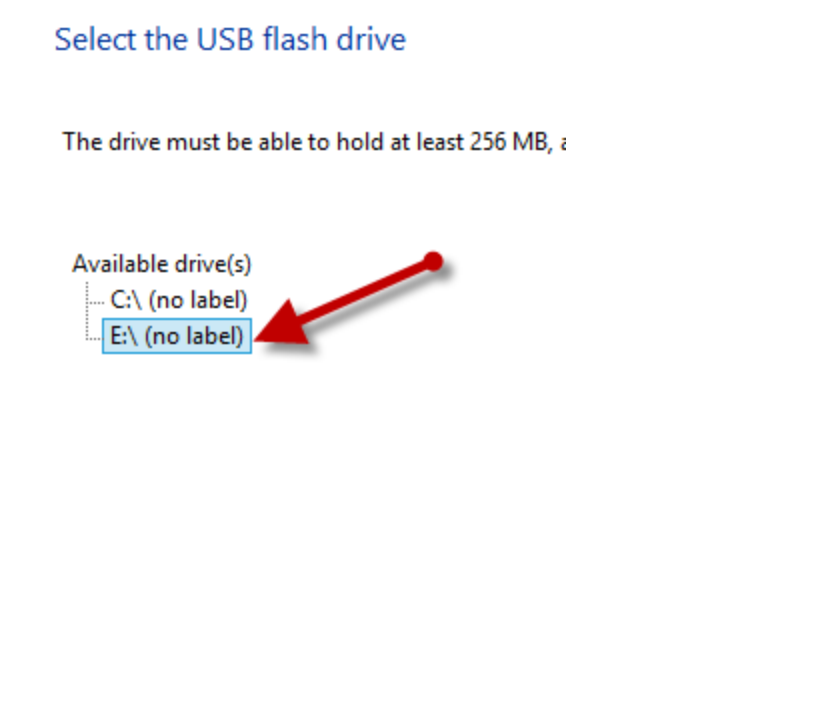 Select the USB flash drive
The drive must be able to hold at least 256 MB,
Available drive(s)
C:\ (no label)
E:\ (no label)